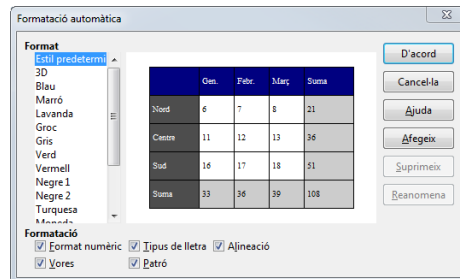 Formatació automàtica
Format
Estil predetermi
3D
Blau
Marró
Lavanda
Groc
Gris
Verd
Vermell
Negre 1
Negre 2
Turquesa
Moneda
Gen. Febr. Març Suma
Nord 6 7 8 21
Centre 11 12 13 36
Sud 16 17 18 51
Suma 33 36 39 108
D'acord
Cancel·la
Ajuda
Afegeix
Suprimeix
Reanomena
Formatació
Format numèric Tipus de lletra Alineació
Vores Patró